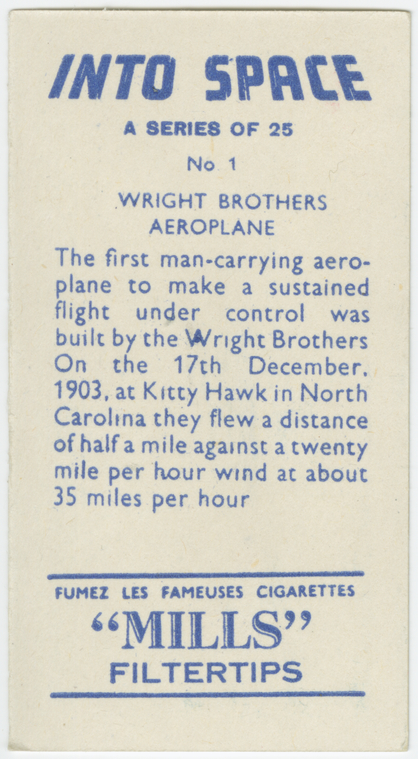 INTO SPACE
A SERIES OF 25
No 1
WRIGHT BROTHERS
AEROPLANE
The first man-carrying aero-
plane to make a sustained
flight under control was
built by the Wright Brothers
On the 17th December,
1903, at Kitty Hawk in North
Carolina they flew a distance
of half a mile against a twenty
mile per hour wind at about
35 miles per hour
FUMEZ LES FAMEUSES CIGARETTES
“MILLS”
FILTERTIPS